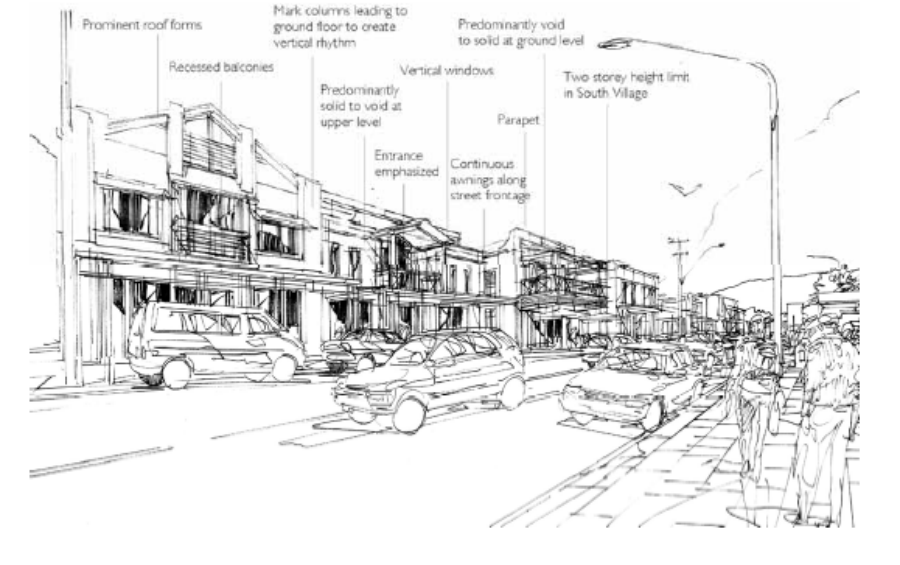 Prominent roof forms
Mark columns leading to
ground floor to create
vertical rhythm
Predominantly void
to solid at ground level
Recessed balconies
Vertical windows
Two storey height limit
in South Village
Predominantly
solid to void at
upper level
Parapet
Entrance
emphasized
Continuous
awnings along
street frontage